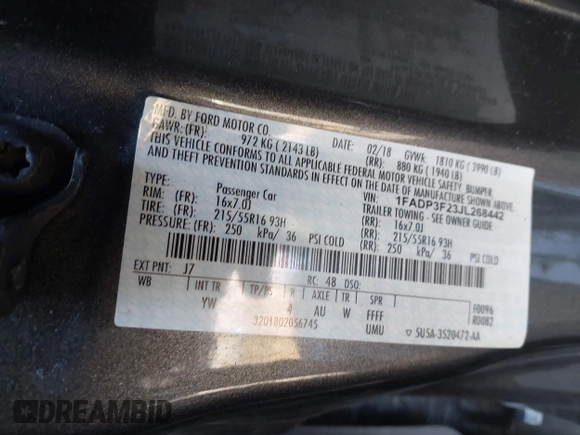 MFD. BY FORD MOTOR CO.
DATE: 02/18 GVWR: 1810 KG ( 3990 LB)
GAWR:(FR): 972 KG ( 2143 LB) (RR): 880 KG ( 1940 LB)
THIS VEHICLE CONFORMS TO ALL APPLICABLE FEDERAL MOTOR VEHICLE SAFETY, BUMPER,
AND THEFT PREVENTION STANDARDS IN EFFECT ON THE DATE OF MANUFACTURE SHOWN ABOVE.
VIN: 1FADP3F23JL268442
TYPE: Passenger Car TRAILER TOWING - SEE OWNER GUIDE
RIM: (FR): 16x7.0J (RR): 16x7.0J
TIRE: (FR): 215/55R16 93H (RR): 215/55R16 93H
PRESSURE: (FR): 250 kPa/ 36 PSI COLD (RR): 250 kPa/ 36 PSI COLD
EXT PNT: J7 RC: 48 DSO:
WB INT TR TP/PS R AXLE TR SPR
F0096
R0082
YW 4 AU W FFFF
UMU
3201802056745
SU5A-3520472-AA
DREAMBID